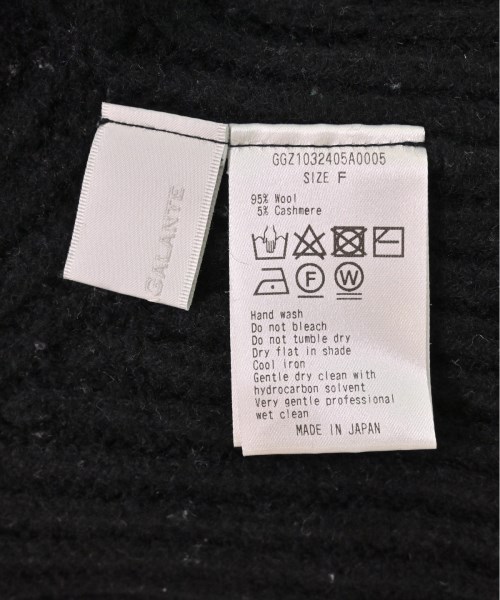 GALANTE
GGZ1032405A0005
SIZE F
95% Wool
5% Cashmere
F
W
Hand wash
Do not bleach
Do not tumble dry
Dry flat in shade
Cool iron
Gentle dry clean with
hydrocarbon solvent
Very gentle professional
wet clean
MADE IN JAPAN